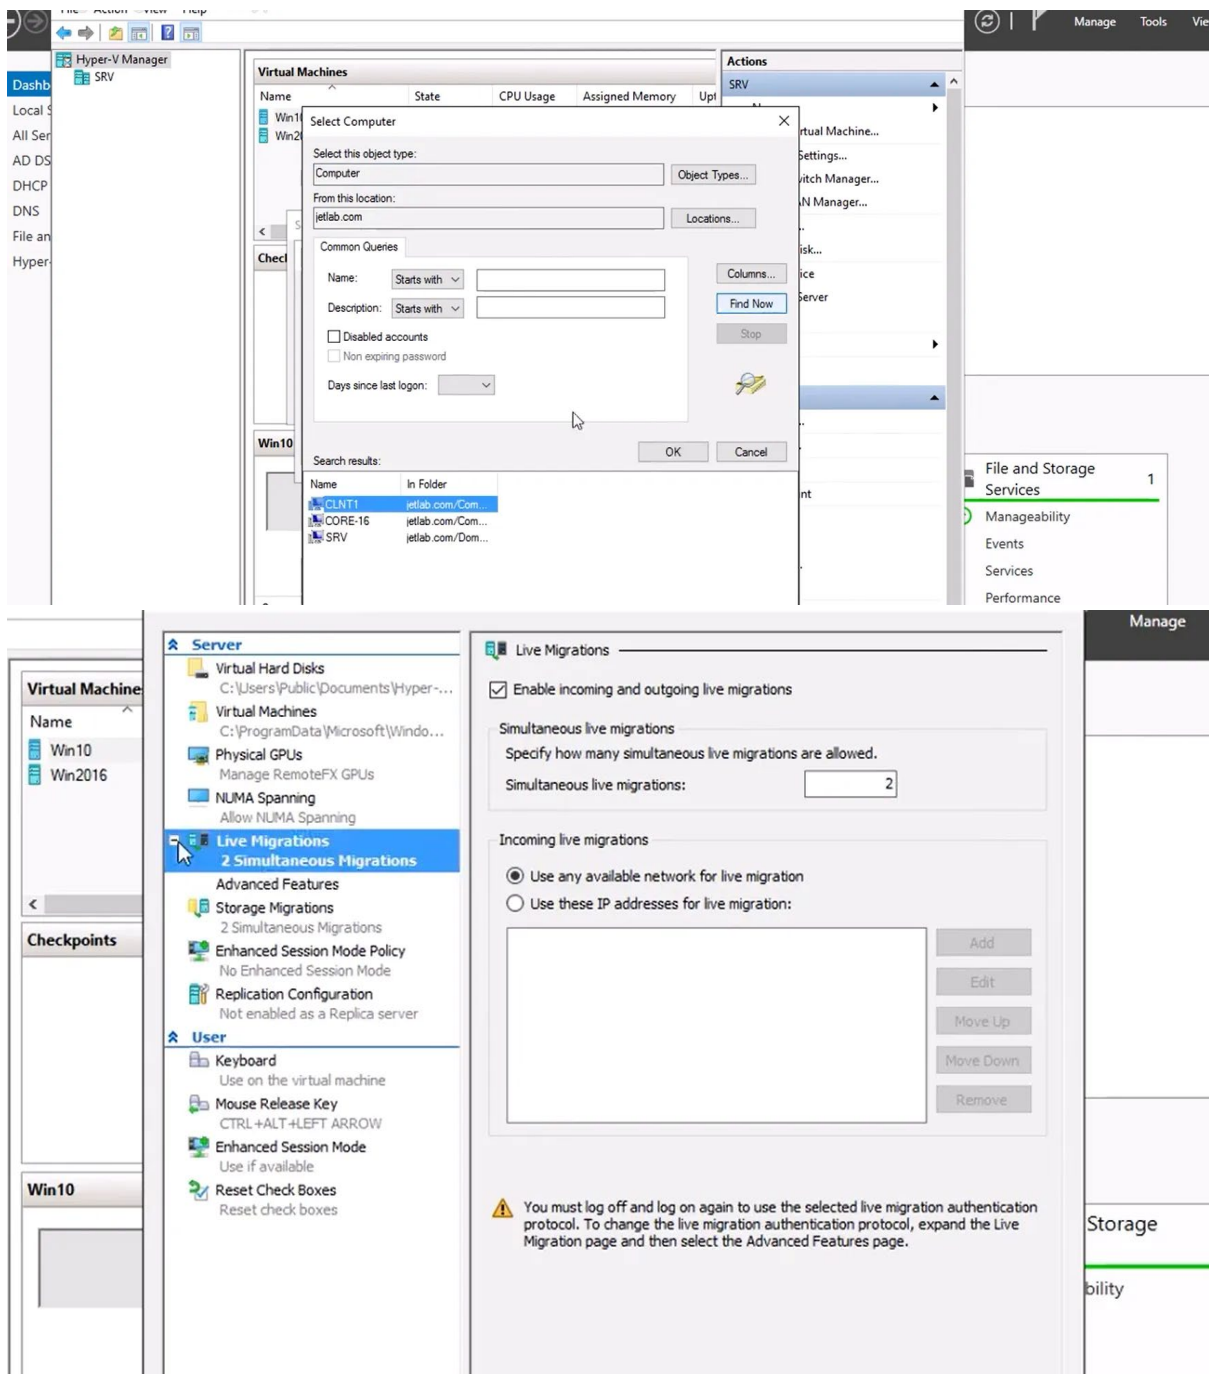 Manage
Tools
Hyper-V Manager
SRV
Local
AD DS
DHCP
DNS
Virtual Machines
Name
State
CPU Usage
Assigned Memory
Actions
SRV
Select Computer
Select this object type:
Computer
Object Types...
From this location:
jetlab.com
Locations...
Common Queries
Name:
Starts with
Description:
Starts with
Disabled accounts
Non expiring password
Days since last logon:
Columns...
Find Now
Stop
OK
Cancel
Search results:
Name
In Folder
CLNT1
jetlab.com/Com...
CORE-16
jetlab.com/Com...
SRV
jetlab.com/Dom...
Win10
Settings...
Manager...
Manager...
Server
File and Storage
Services
1
Manageability
Events
Services
Performance
Manage
Virtual Machine
Name
Win10
Win2016
Checkpoints
Win10
Server
Virtual Hard Disks
C:\Users\Public\Documents\Hyper-...
Virtual Machines
C:\ProgramData\Microsoft\Windo...
Physical GPUs
Manage RemoteFX GPUs
NUMA Spanning
Allow NUMA Spanning
Live Migrations
2 Simultaneous Migrations
Advanced Features
Storage Migrations
2 Simultaneous Migrations
Enhanced Session Mode Policy
No Enhanced Session Mode
Replication Configuration
Not enabled as a Replica server
User
Keyboard
Use on the virtual machine
Mouse Release Key
CTRL+ALT+LEFT ARROW
Enhanced Session Mode
Use if available
Reset Check Boxes
Reset check boxes
Live Migrations
Enable incoming and outgoing live migrations
Simultaneous live migrations
Specify how many simultaneous live migrations are allowed.
Simultaneous live migrations:
2
Incoming live migrations
Use any available network for live migration
Use these IP addresses for live migration:
Add
Edit
Move Up
Move Down
Remove
You must log off and log on again to use the selected live migration authentication
protocol. To change the live migration authentication protocol, expand the Live
Migration page and then select the Advanced Features page.
Storage
bility